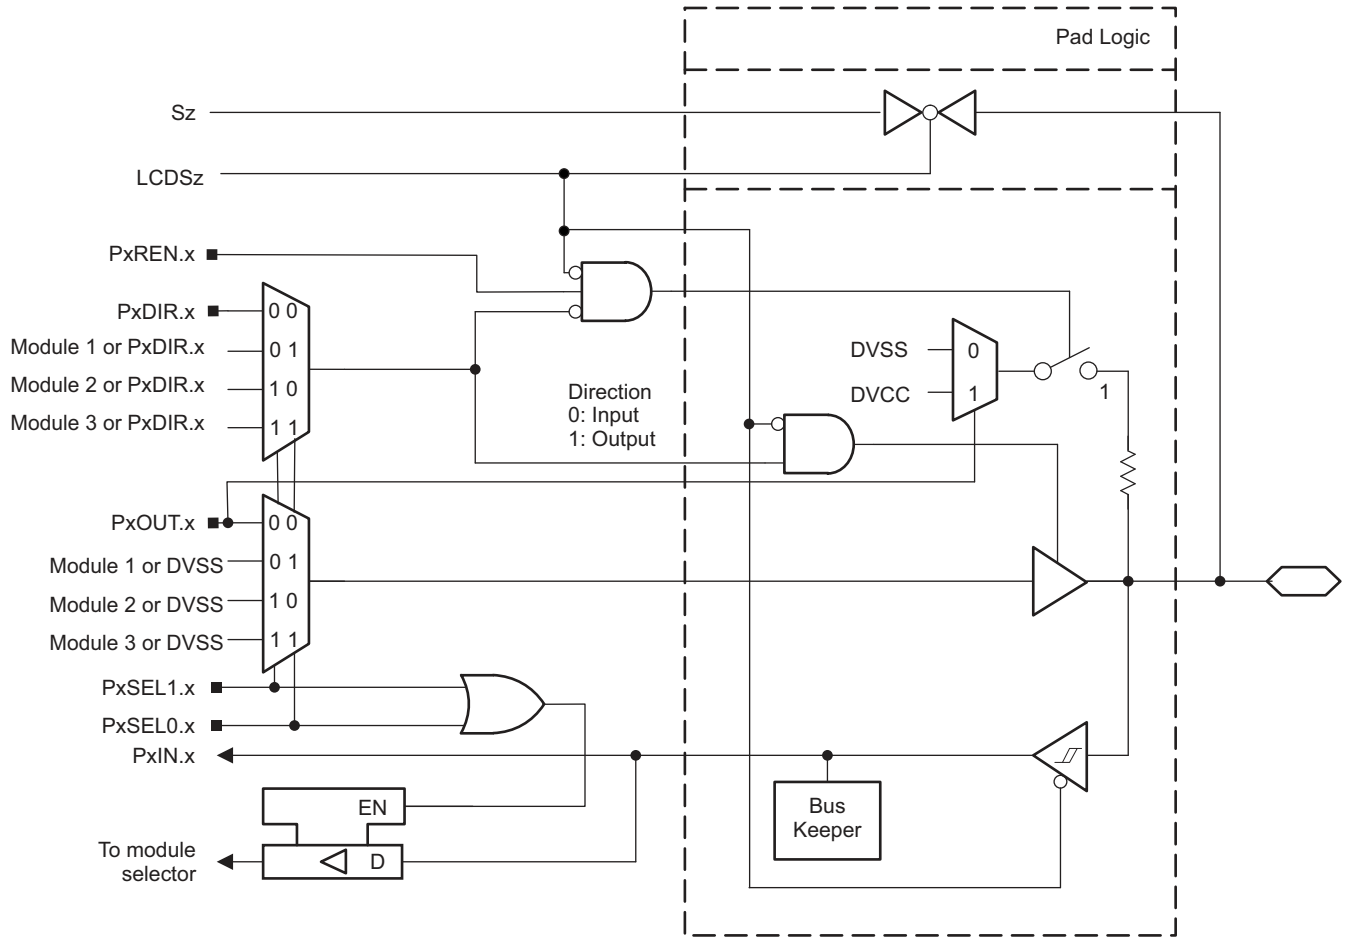 Pad Logic
Sz
LCDSz
PxREN.x
PxDIR.x
0 0
Module 1 or PxDIR.x
0 1
Module 2 or PxDIR.x
1 0
Module 3 or PxDIR.x
1 1
Direction
0: Input
1: Output
DVSS
0
DVCC
1
1
PxOUT.x
0 0
Module 1 or DVSS
0 1
Module 2 or DVSS
1 0
Module 3 or DVSS
1 1
PxSEL1.x
PxSEL0.x
PxIN.x
EN
Bus
Keeper
D
To module
selector